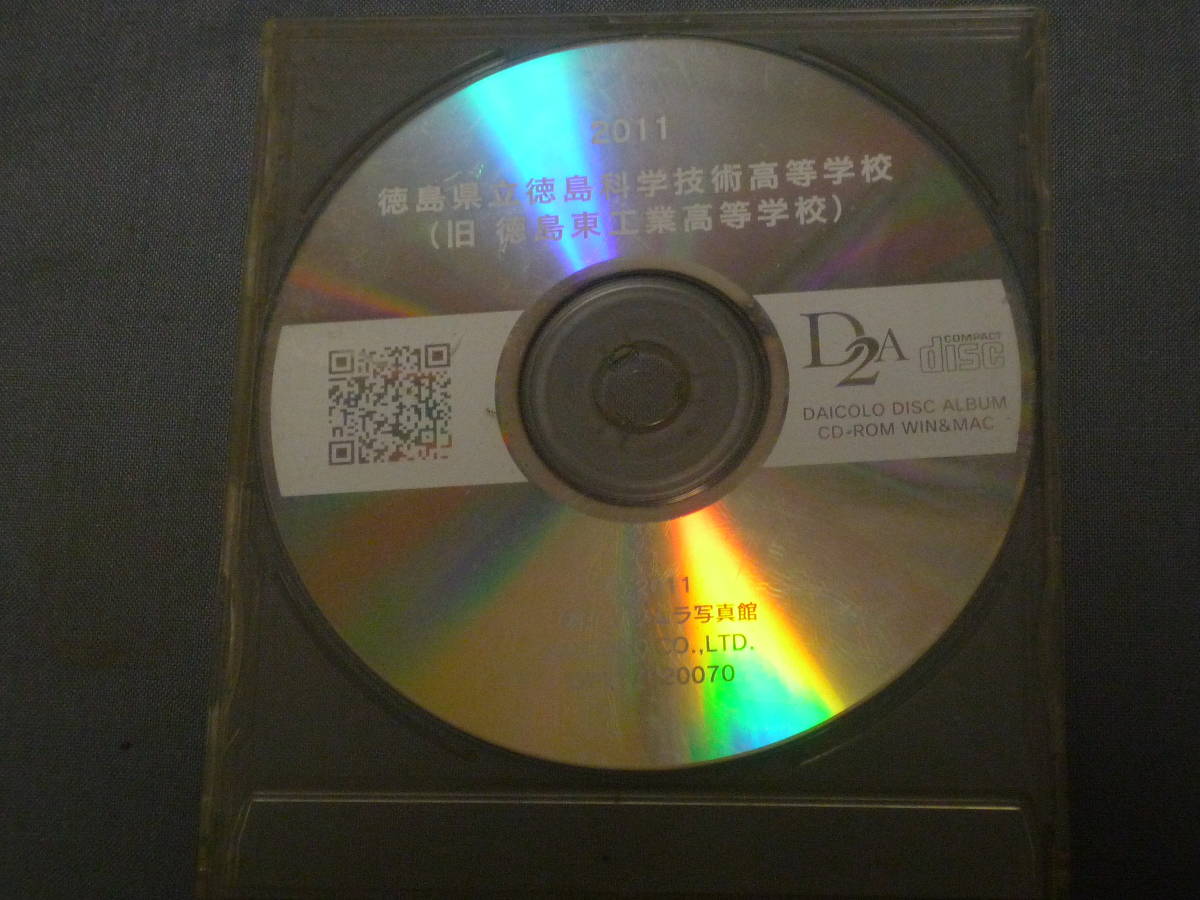 2011
徳島県立徳島科学技術高等学校
(旧 徳島東工業高等学校)
D2A
COMPACT
disc
DAICOLO DISC ALBUM
CD-ROM WIN&MAC
2011
ムラ写真館
CO.,LTD.
20070